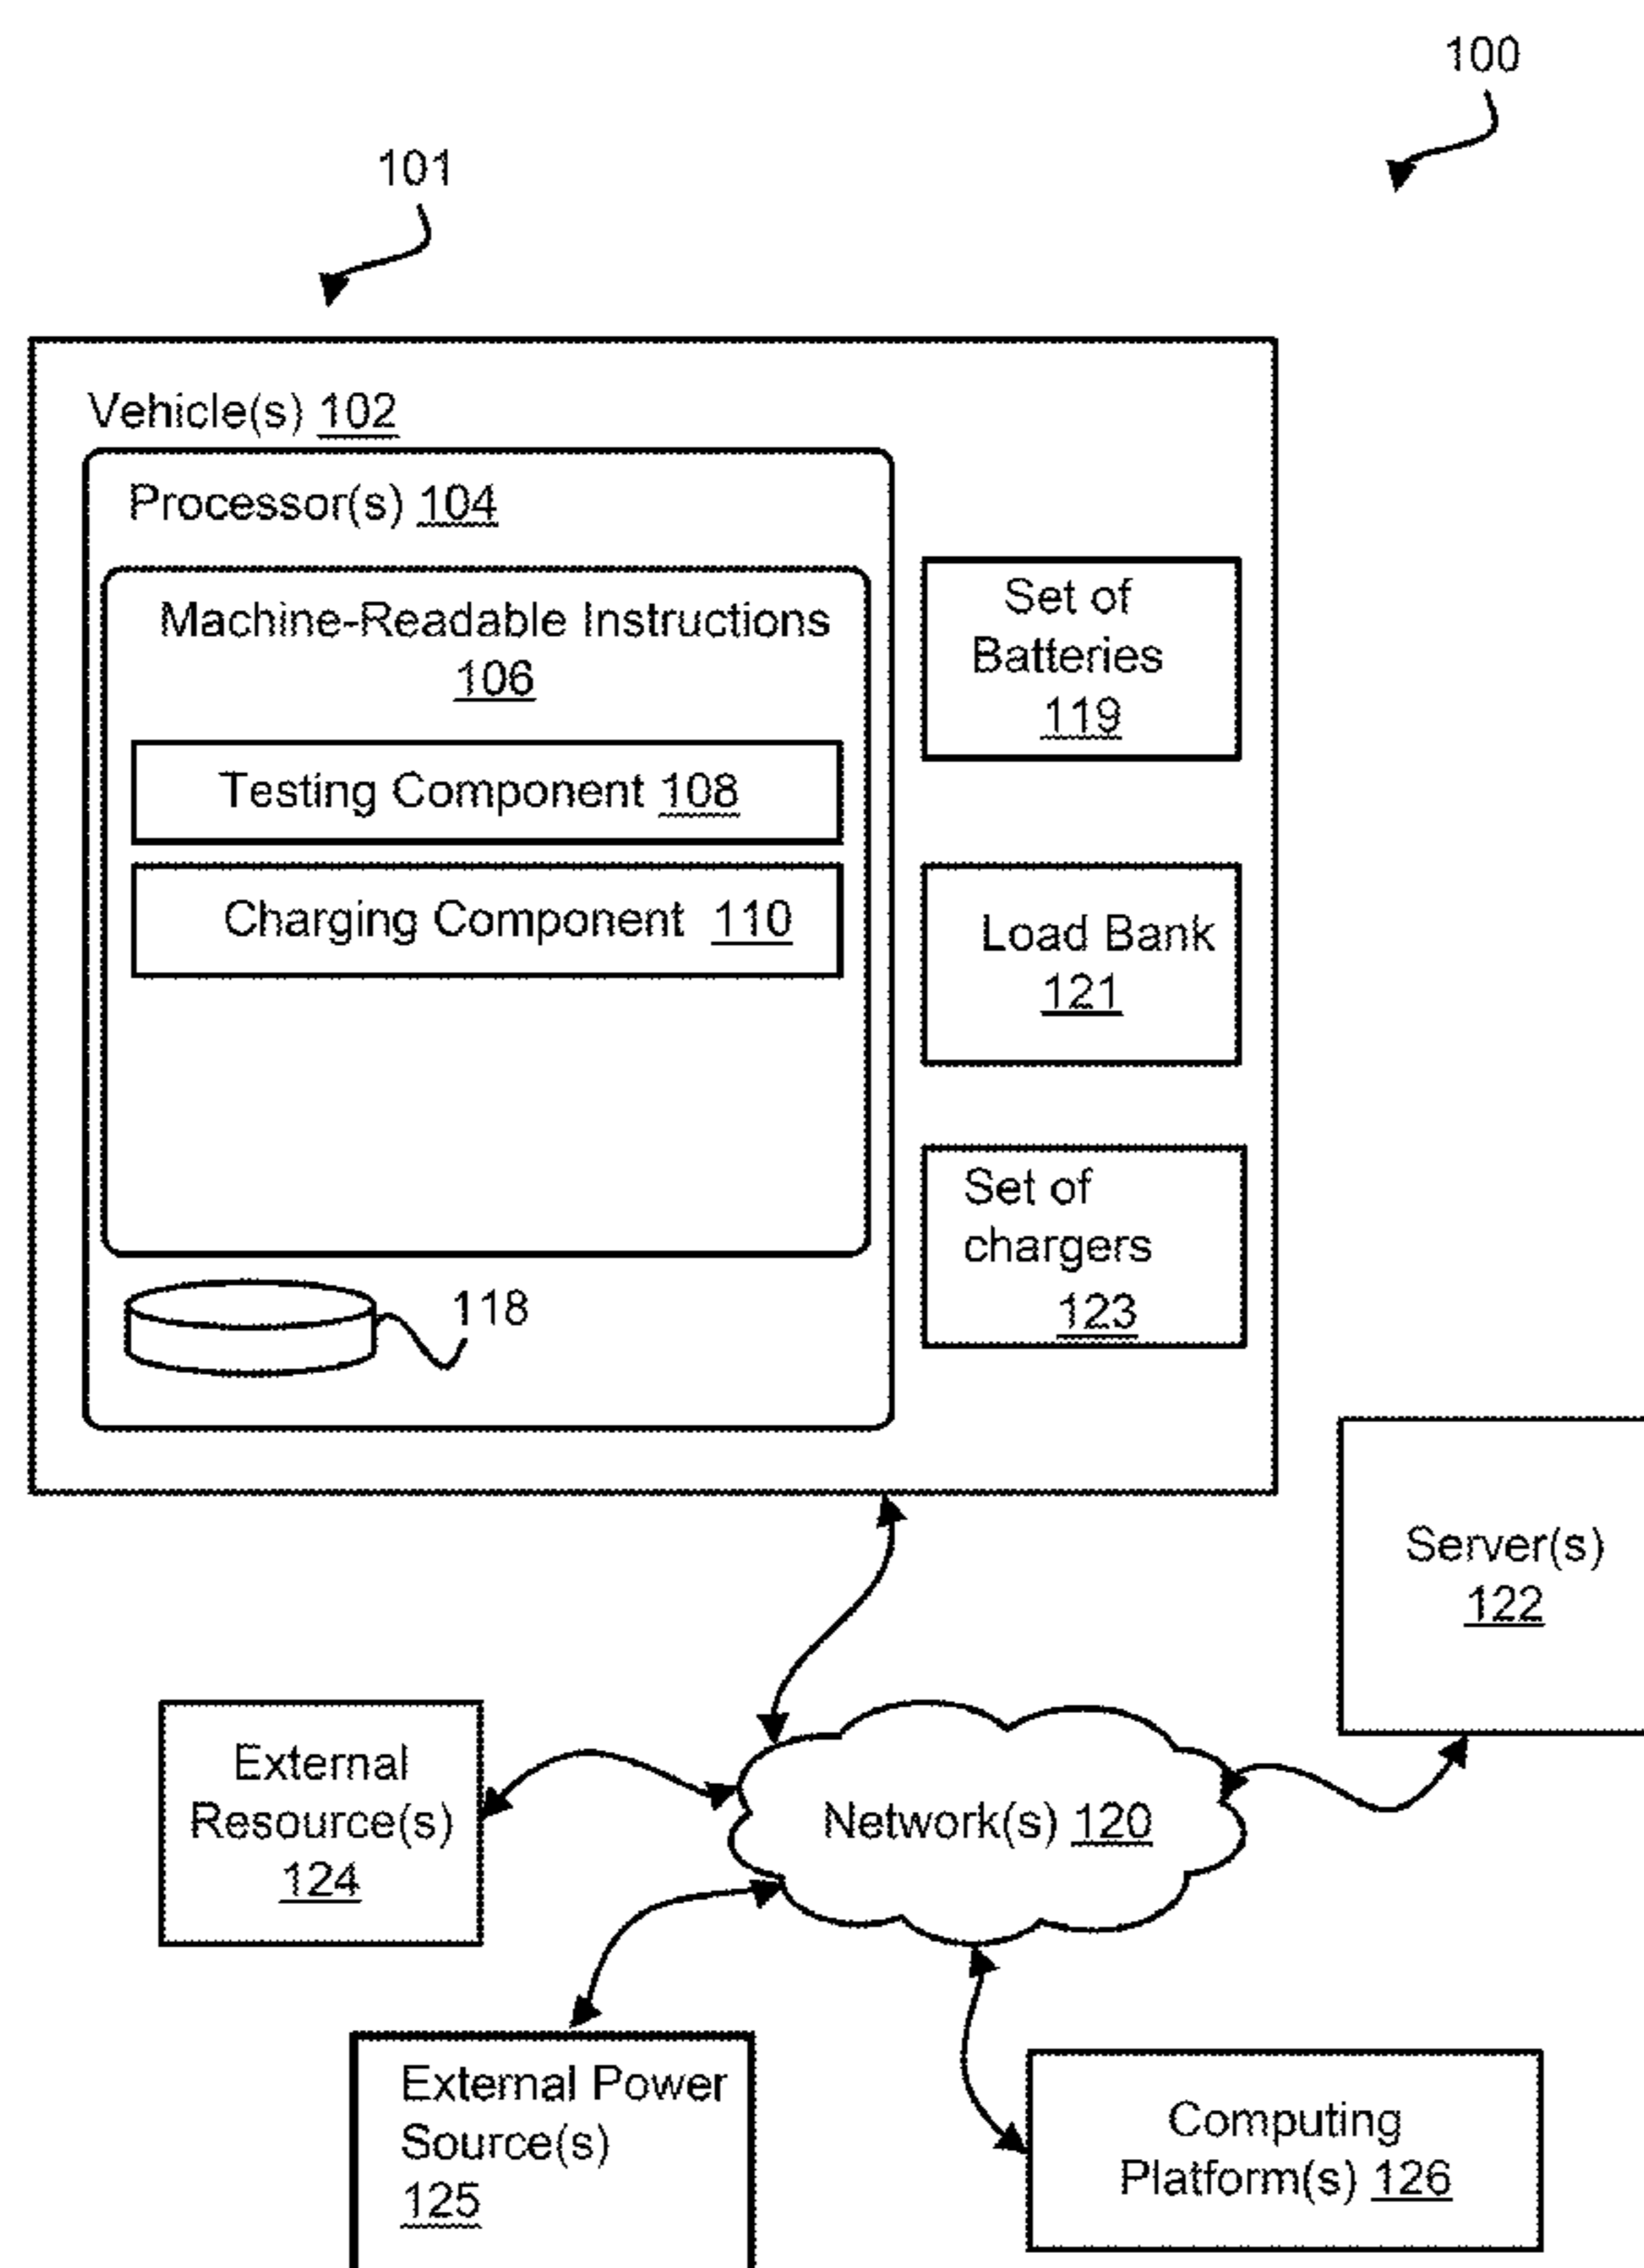 100
101
Vehicle(s) 102
Processor(s) 104
Machine-Readable Instructions
106
Testing Component 108
Charging Component 110
118
Set of
Batteries
119
Load Bank
121
Set of
chargers
123
Server(s)
122
External
Resource(s)
124
Network(s) 120
External Power
Source(s)
125
Computing
Platform(s) 126